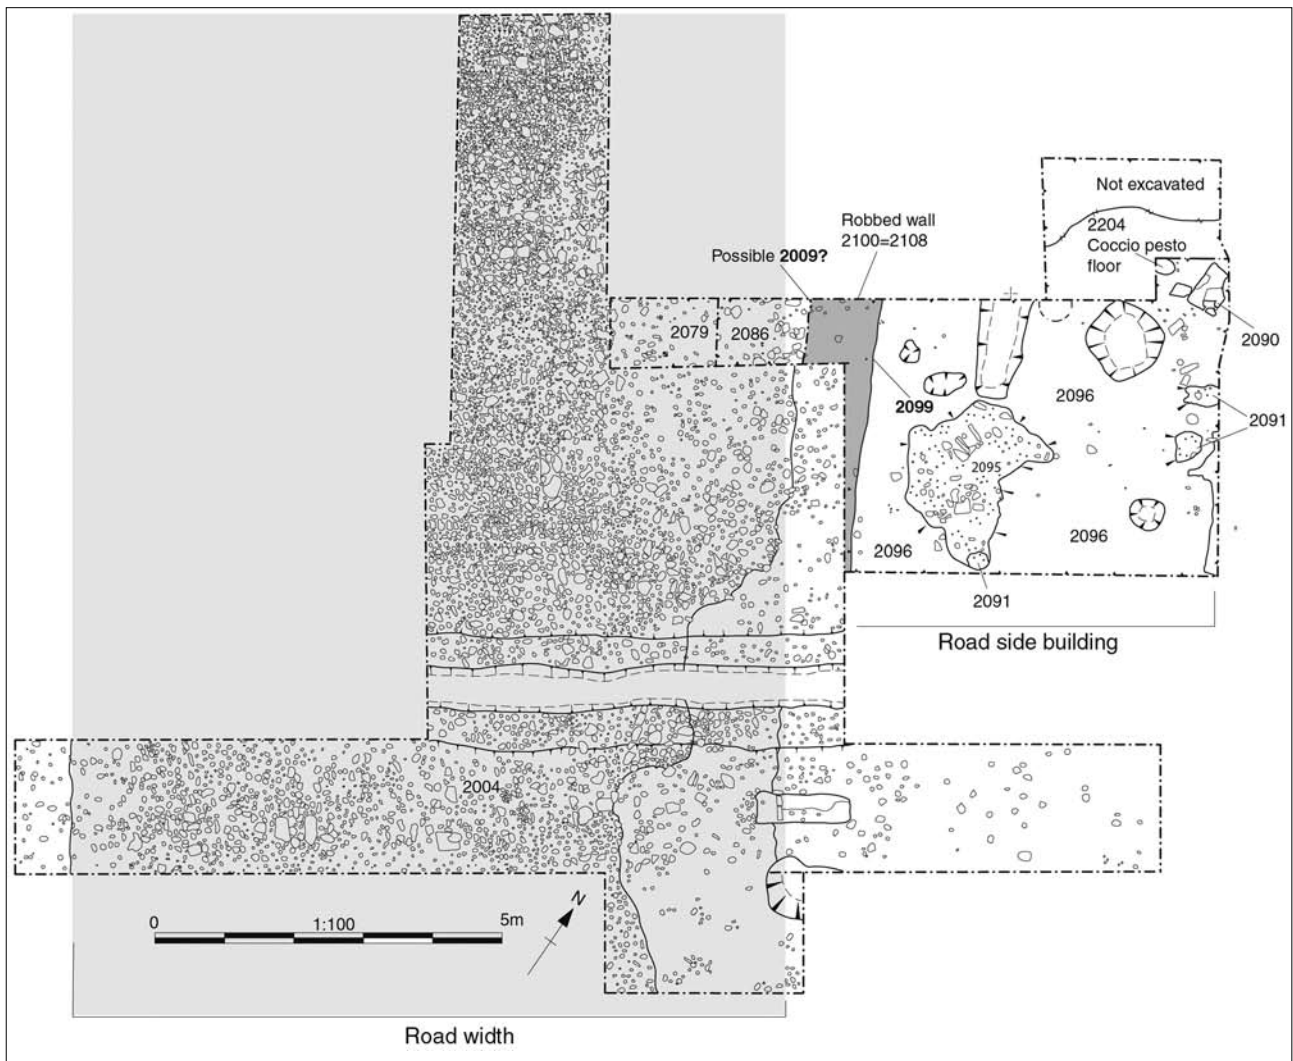 Not excavated
2204
Coccio pesto
floor
Robbed wall
2100=2108
Possible 2009?
2079
2086
2090
2099
2096
2091
2095
2004
2096
2096
2091
Road side building
N
0
1:100
5m
Road width